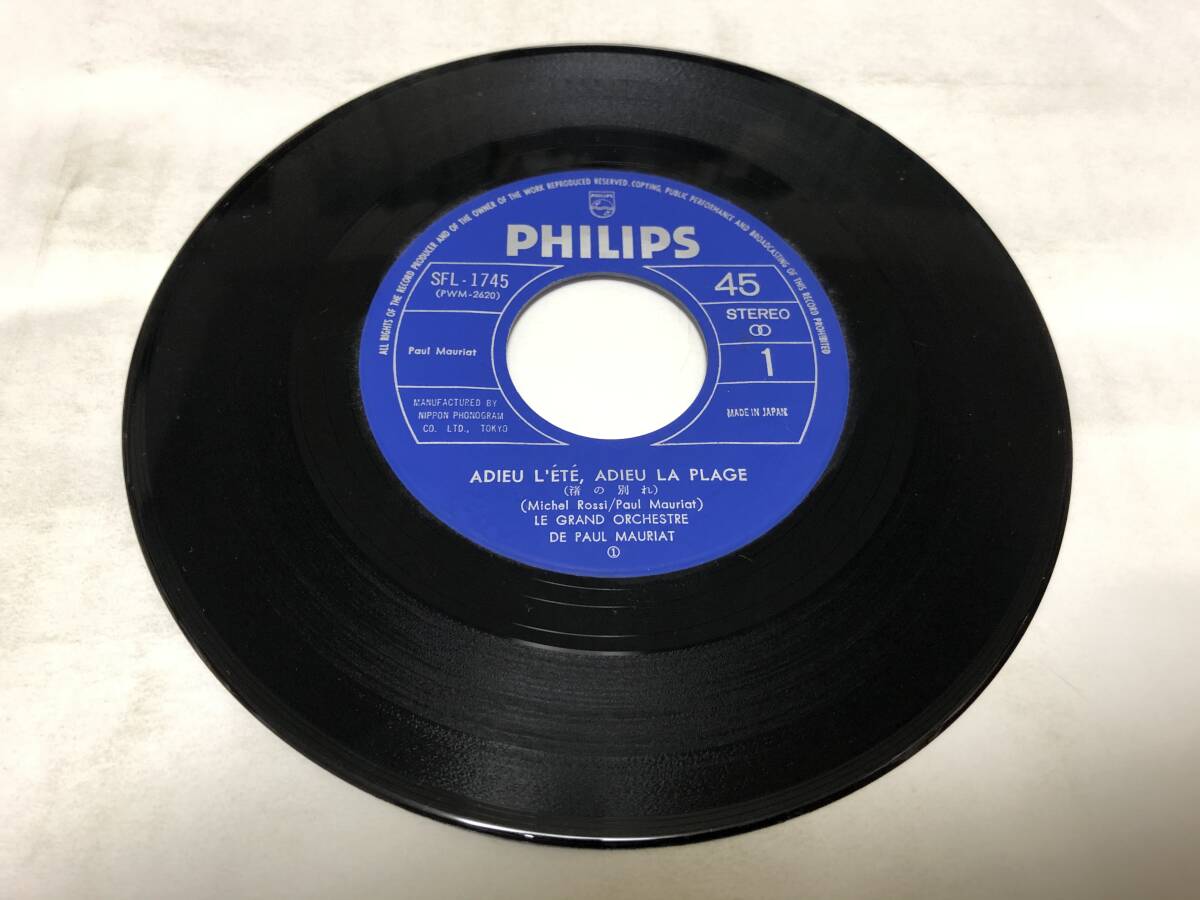 ALL RIGHTS OF THE RECORD PRODUCER AND OF THE OWNER OF THE WORK REPRODUCED RESERVED. COPYING, PUBLIC PERFORMANCE AND BROADCASTING OF THIS RECORD PROHIBITED
PHILIPS
PHILIPS
SFL-1745
(PWM-2620)
45
STEREO
1
Paul Mauriat
MANUFACTURED BY
NIPPON PHONOGRAM
CO. LTD., TOKYO
MADE IN JAPAN
ADIEU L'ÉTÉ, ADIEU LA PLAGE
(渚の別れ)
(Michel Rossi/Paul Mauriat)
LE GRAND ORCHESTRE
DE PAUL MAURIAT
①